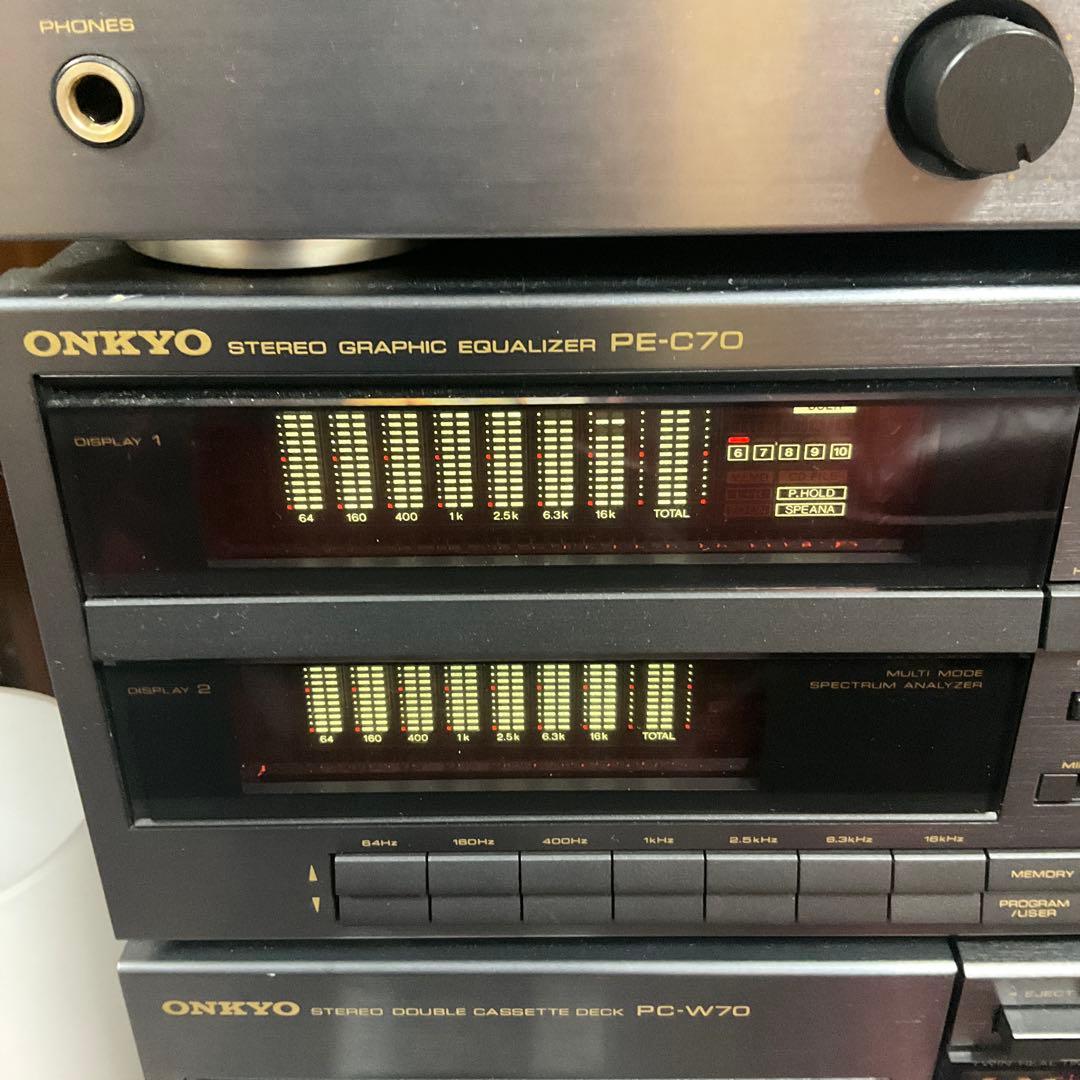 PHONES
ONKYO STEREO GRAPHIC EQUALIZER PE-C70
DISPLAY 1
USER
6 7 8 9 10
P.HOLD
SPEANA
64 160 400 1k 2.5k 6.3k 16k TOTAL
DISPLAY 2
MULTI MODE
SPECTRUM ANALYZER
64 160 400 1k 2.5k 6.3k 16k TOTAL
64Hz 160Hz 400Hz 1kHz 2.5kHz 6.3kHz 16kHz
MEMORY
PROGRAM
/USER
ONKYO STEREO DOUBLE CASSETTE DECK PC-W70
EJECT